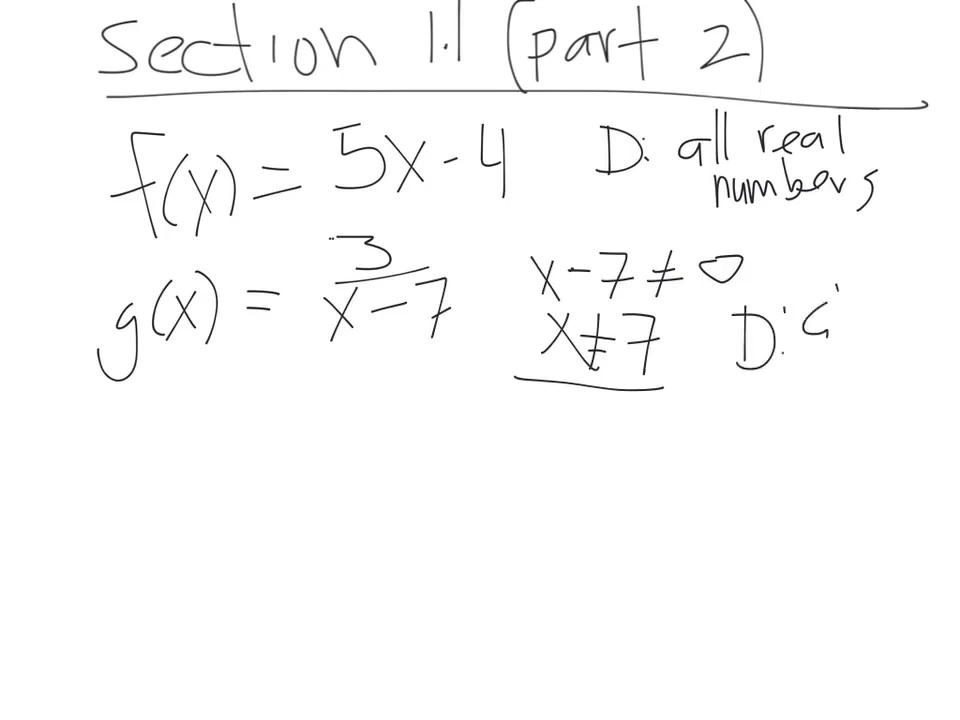 Section 1.1 (part 2)
f(x) = 5x - 4 D: all real
numbers
g(x) = 3/(x - 7) x - 7 ≠ 0
x ≠ 7 D: